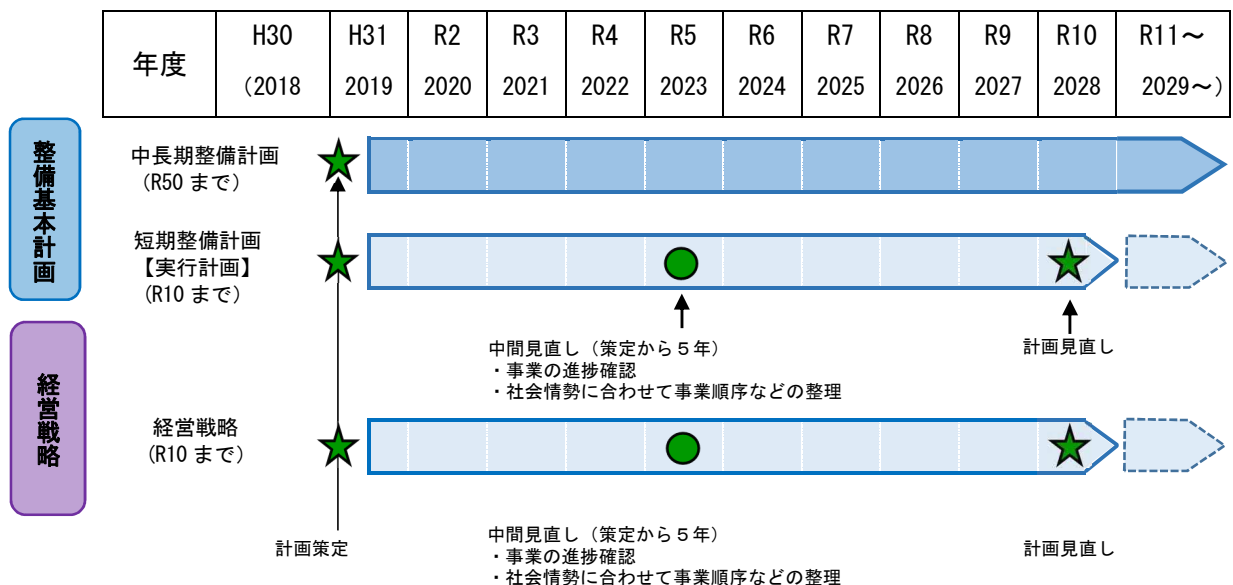 年度 H30 H31 R2 R3 R4 R5 R6 R7 R8 R9 R10 R11～
(2018 2019 2020 2021 2022 2023 2024 2025 2026 2027 2028 2029～)
整備基本計画
中長期整備計画
(R50 まで)
短期整備計画
【実行計画】
(R10 まで)
中間見直し（策定から５年）
・事業の進捗確認
・社会情勢に合わせて事業順序などの整理
計画見直し
経営戦略
経営戦略
(R10 まで)
計画策定
中間見直し（策定から５年）
・事業の進捗確認
・社会情勢に合わせて事業順序などの整理
計画見直し